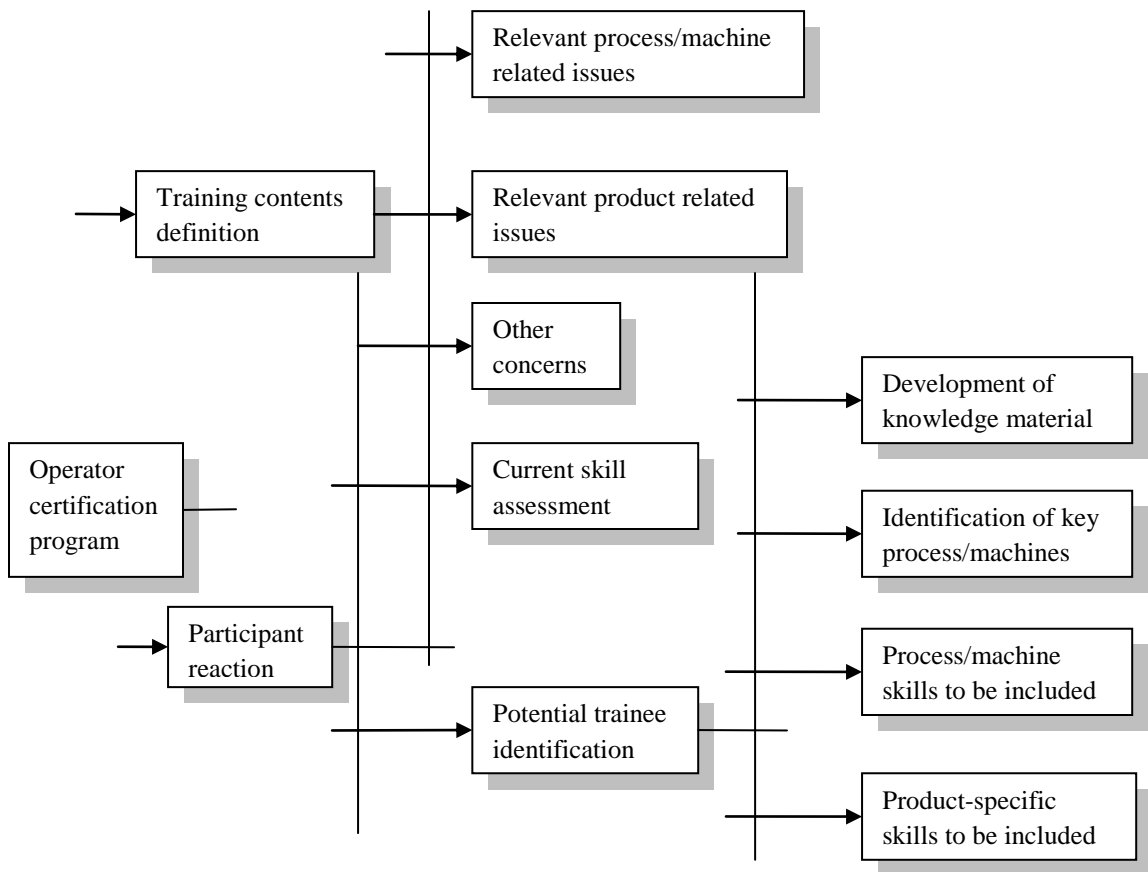 Relevant process/machine
related issues
Training contents
definition
Relevant product related
issues
Other
concerns
Development of
knowledge material
Operator
certification
program
Current skill
assessment
Identification of key
process/machines
Participant
reaction
Process/machine
skills to be included
Potential trainee
identification
Product-specific
skills to be included